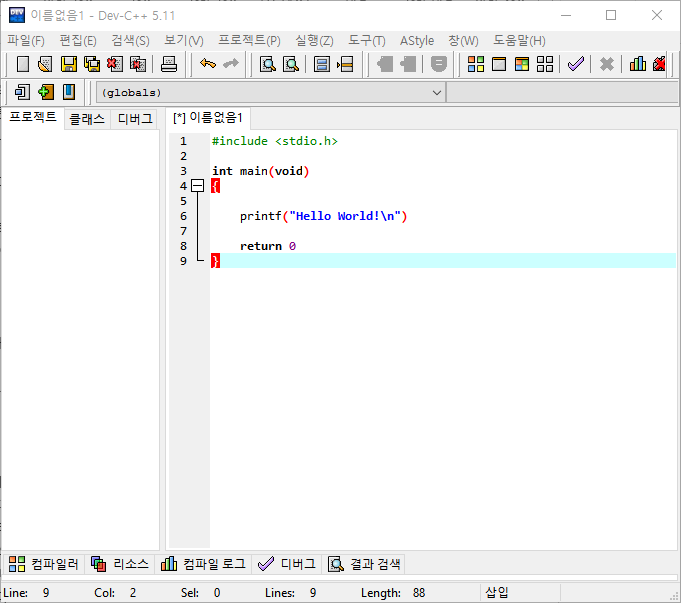 이름없음1 - Dev-C++ 5.11
파일(F) 편집(E) 검색(S) 보기(V) 프로젝트(P) 실행(Z) 도구(T) AStyle 창(W) 도움말(H)
(globals)
프로젝트 클래스 디버그 [*] 이름없음1
1 #include <stdio.h>
2
3 int main(void)
4 {
5
6 printf("Hello World!\n")
7
8 return 0
9 }
컴파일러 리소스 컴파일 로그 디버그 결과 검색
Line: 9 Col: 2 Sel: 0 Lines: 9 Length: 88 삽입